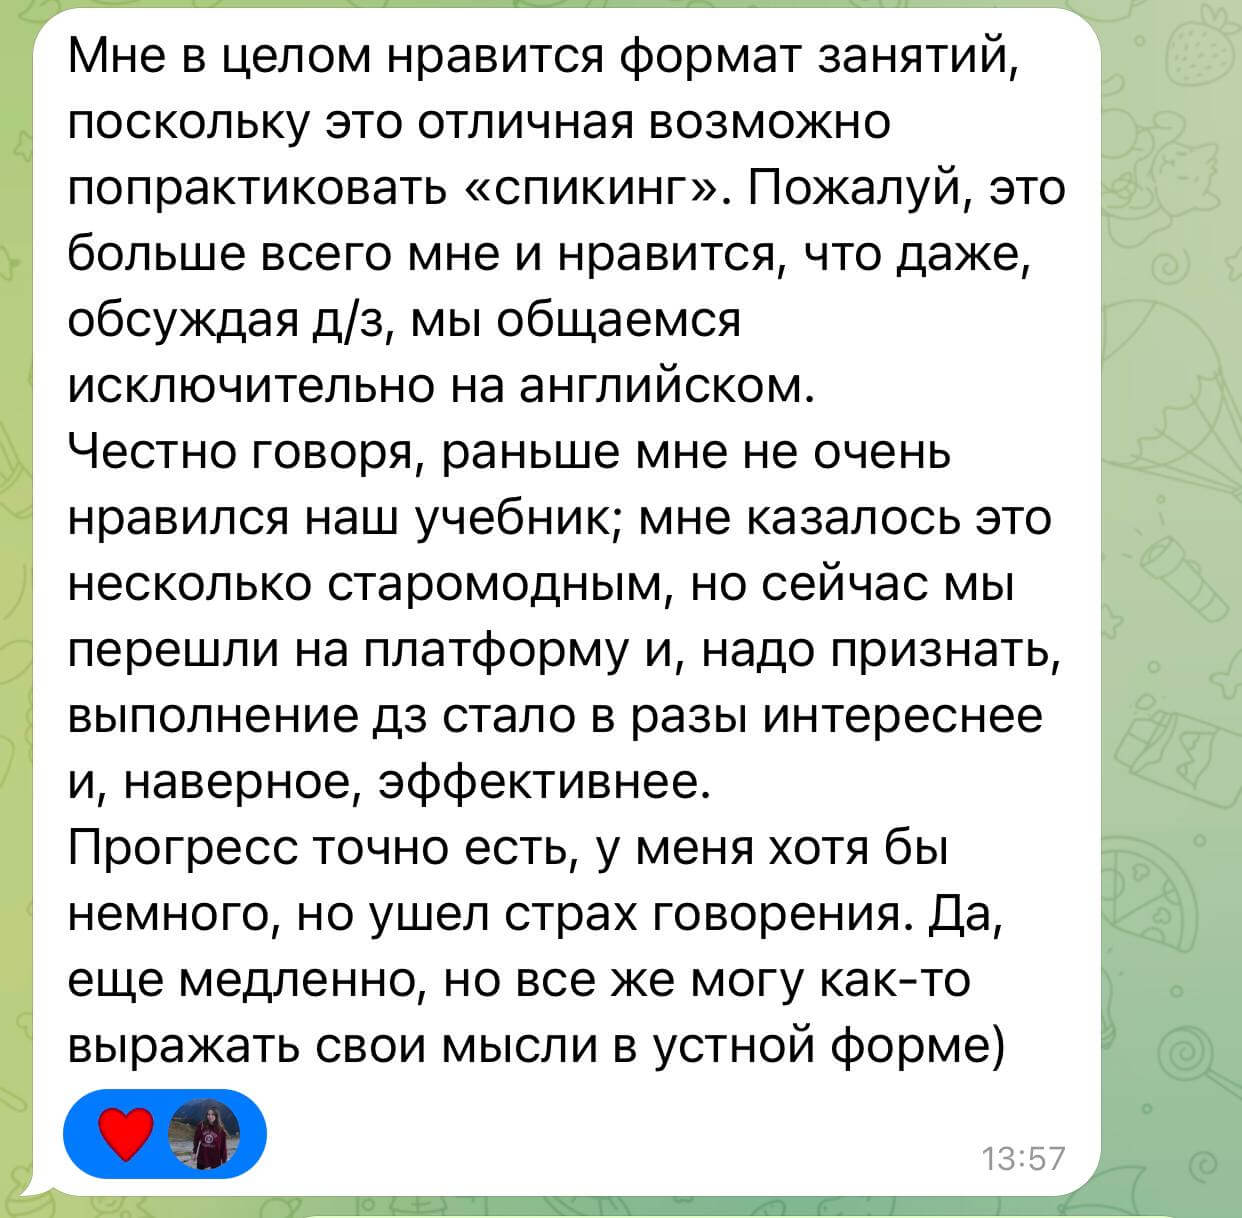 Мне в целом нравится формат занятий,
поскольку это отличная возможно
попрактиковать «спикинг». Пожалуй, это
больше всего мне и нравится, что даже,
обсуждая д/з, мы общаемся
исключительно на английском.
Честно говоря, раньше мне не очень
нравился наш учебник; мне казалось это
несколько старомодным, но сейчас мы
перешли на платформу и, надо признать,
выполнение дз стало в разы интереснее
и, наверное, эффективнее.
Прогресс точно есть, у меня хотя бы
немного, но ушел страх говорения. Да,
еще медленно, но все же могу как-то
выражать свои мысли в устной форме)
13:57